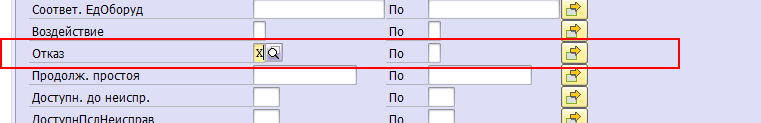 Соответ. ЕдОборуд По
Воздействие По
Отказ X По
Продолж. простоя По
Доступн. до неиспр. По
ДоступнПслНеисправ По